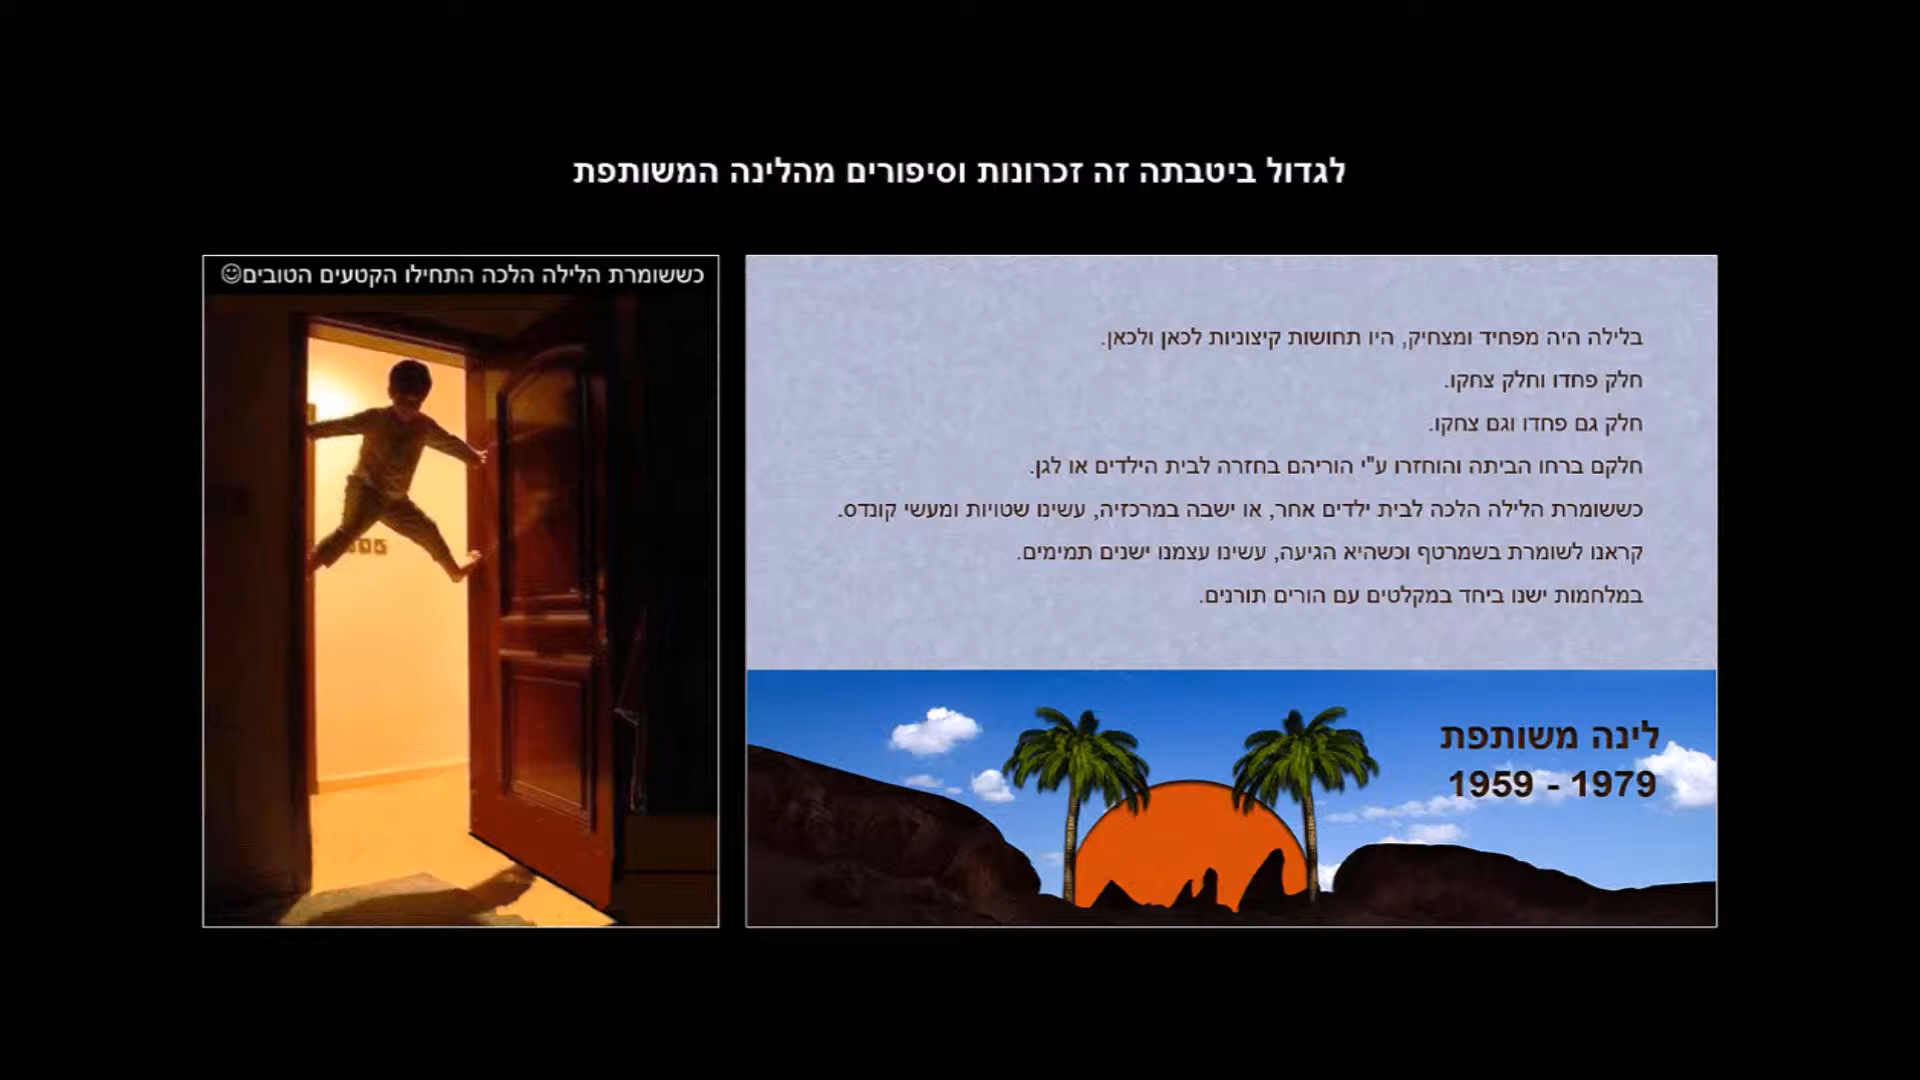 לגדול ביטבתה זה זכרונות וסיפורים מהלינה המשותפת
כששומרת הלילה הלכה התחילו הקטעים הטובים☺
בלילה היה מפחיד ומצחיק, היו תחושות קיצוניות לכאן ולכאן.
חלק פחדו וחלק צחקו.
חלק גם פחדו וגם צחקו.
חלקם ברחו הביתה והוחזרו ע"י הוריהם בחזרה לבית הילדים או לגן.
כששומרת הלילה הלכה לבית ילדים אחר, או ישבה במרכזיה, עשינו שטויות ומעשי קונדס.
קראנו לשומרת בשמרטף וכשהיא הגיעה, עשינו עצמנו ישנים תמימים.
במלחמות ישנו ביחד במקלטים עם הורים תורנים.
לינה משותפת
1959 - 1979